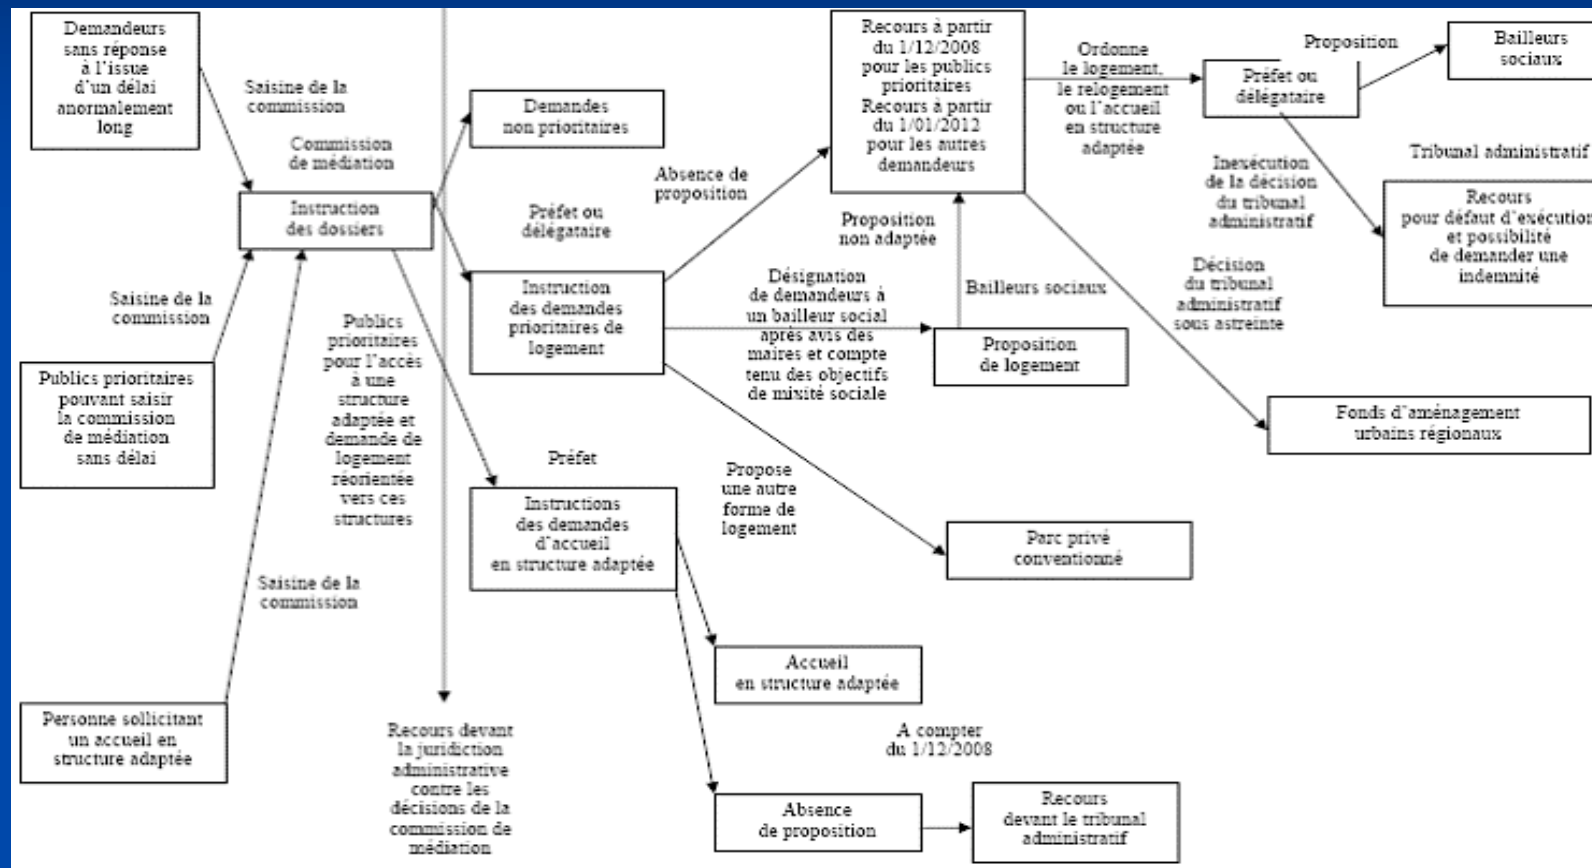 Demandeurs
sans réponse
à l'issue
d'un délai
anormalement
long
Saisine de la
commission
Commission
de médiation
Instruction
des dossiers
Saisine de la
commission
Publics prioritaires
pouvant saisir
la commission
de médiation
sans délai
Saisine de la
commission
Personne sollicitant
un accueil en
structure adaptée
Publics
prioritaires
pour l'accès
à une
structure
adaptée et
demande de
logement
réorientée
vers ces
structures
Recours devant
la juridiction
administrative
contre les
décisions de la
commission de
médiation
Demandes
non prioritaires
Préfet ou
délégataire
Instruction
des demandes
prioritaires de
logement
Préfet
Instructions
des demandes
d'accueil
en structure adaptée
Absence de
proposition
Désignation
de demandeurs à
un bailleur social
après avis des
maires et compte
tenu des objectifs
de mixité sociale
Propose
une autre
forme de
logement
Accueil
en structure adaptée
Absence
de proposition
A compter
du 1/12/2008
Recours
devant le tribunal
administratif
Recours à partir
du 1/12/2008
pour les publics
prioritaires
Recours à partir
du 1/01/2012
pour les autres
demandeurs
Proposition
non adaptée
Bailleurs sociaux
Proposition
de logement
Parc privé
conventionné
Ordonne
le logement,
le relogement
ou l'accueil
en structure
adaptée
Préfet ou
délégataire
Proposition
Bailleurs
sociaux
Inexécution
de la décision
du tribunal
administratif
Tribunal administratif
Recours
pour défaut d'exécution
et possibilité
de demander une
indemnité
Décision
du tribunal
administratif
sous astreinte
Fonds d'aménagement
urbains régionaux